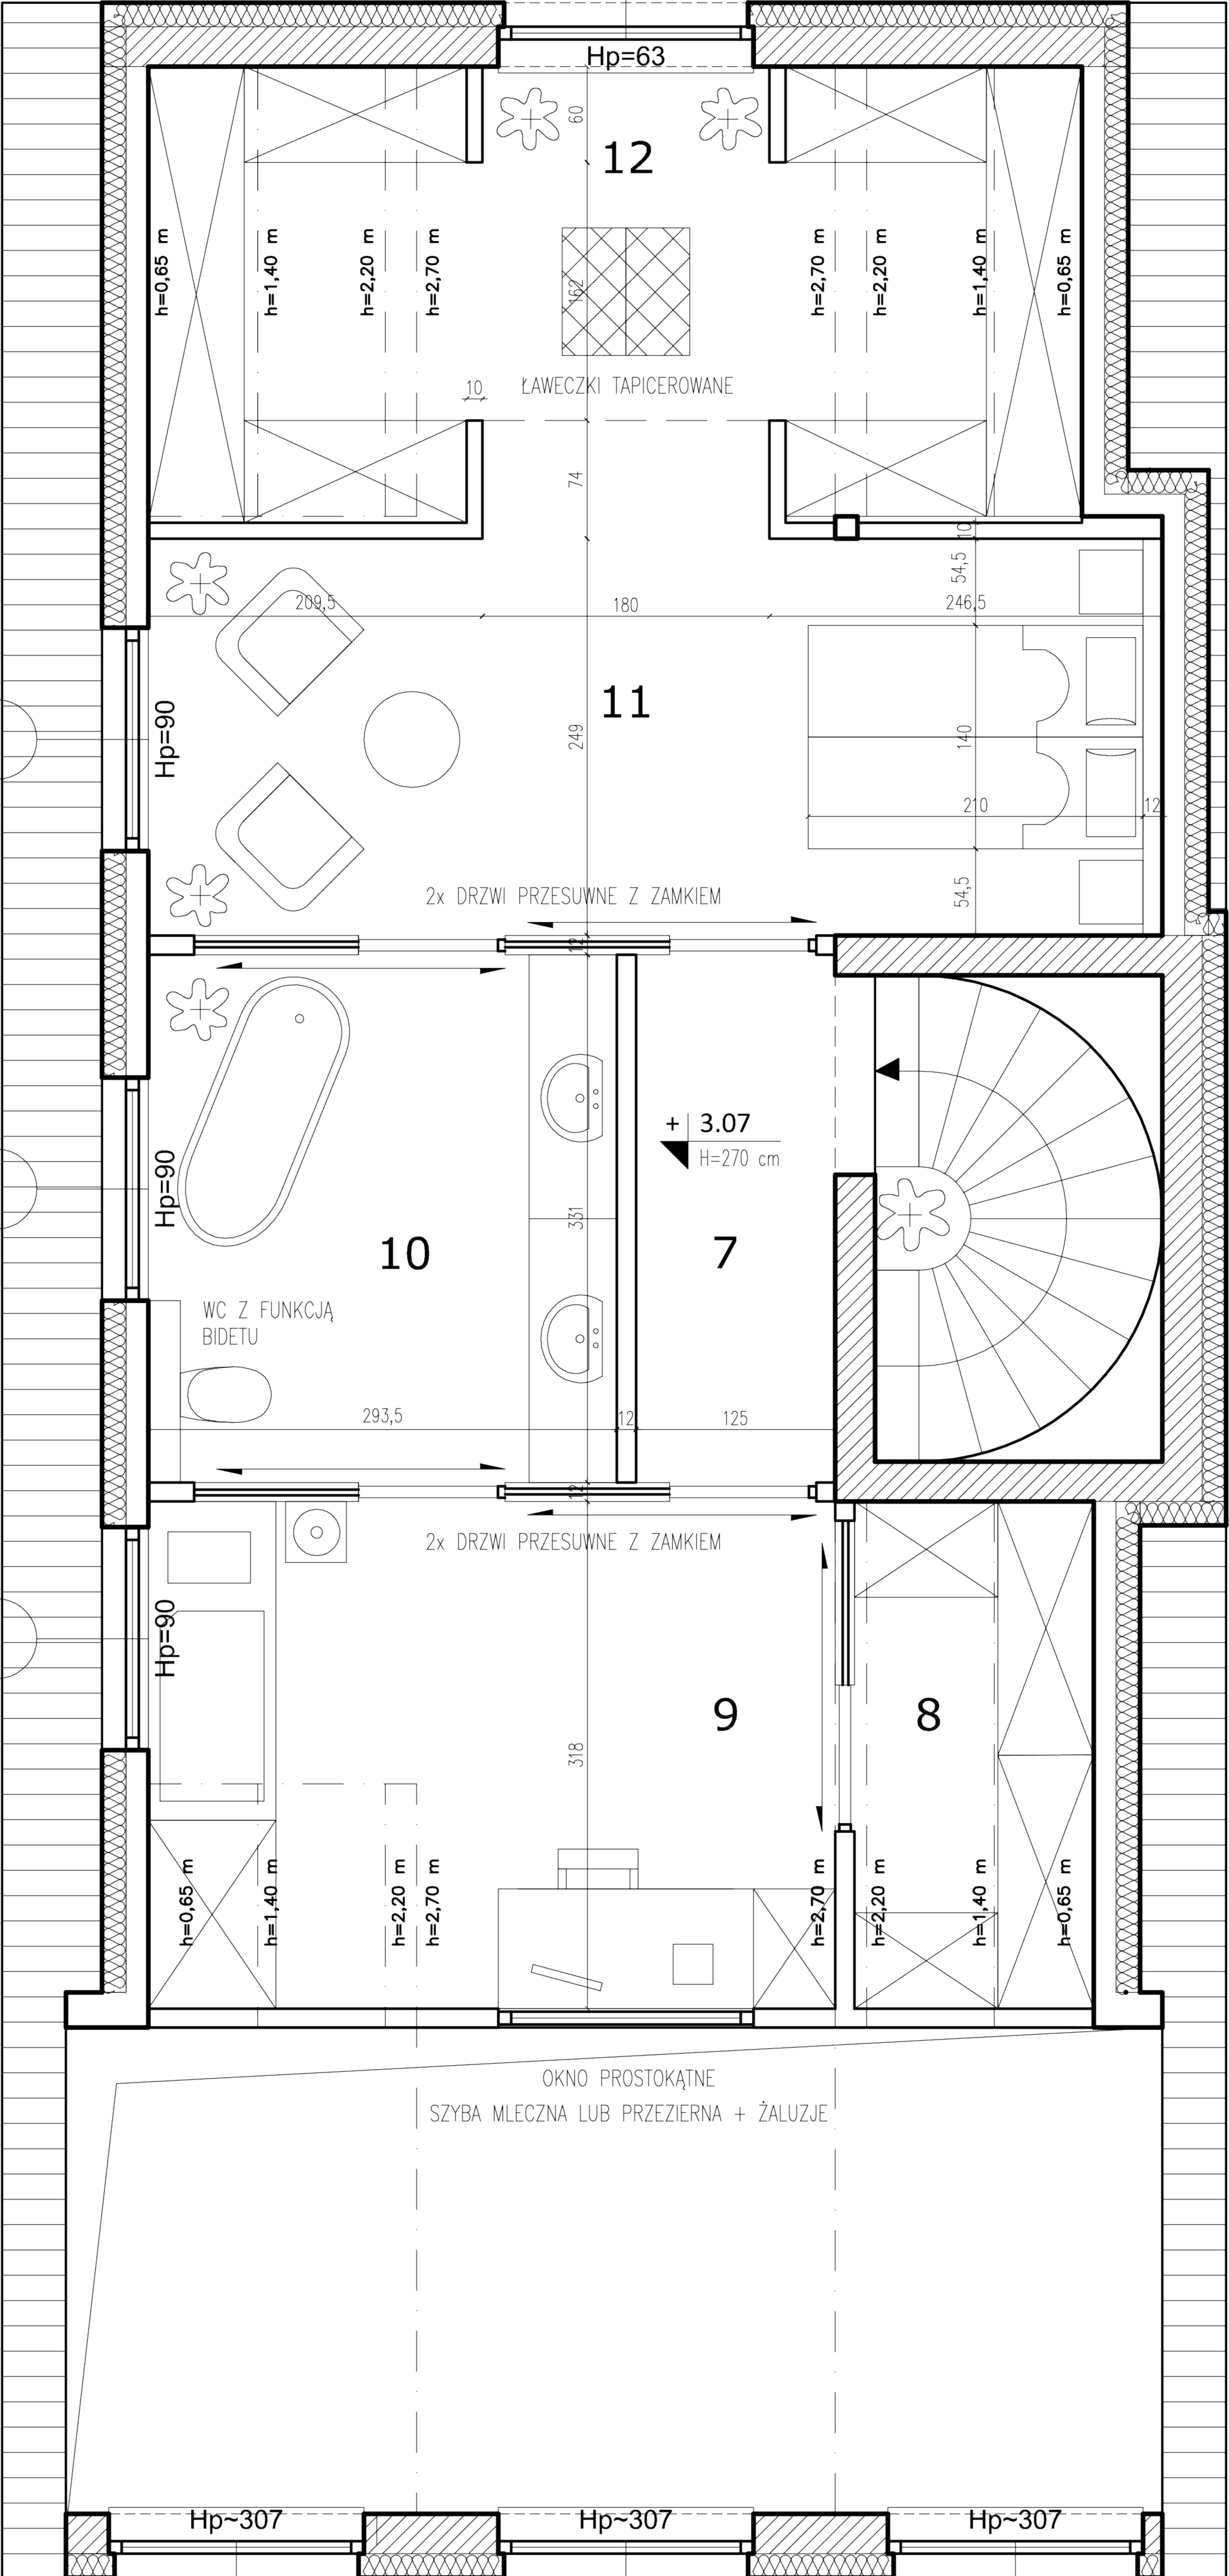 Hp=63
60
12
h=0,65 m
h=1,40 m
h=2,20 m
h=2,70 m
162
h=2,70 m
h=2,20 m
h=1,40 m
h=0,65 m
10
ŁAWECZKI TAPICEROWANE
74
10
54,5
209,5
180
246,5
11
Hp=90
249
140
210
12
54,5
2x DRZWI PRZESUWNE Z ZAMKIEM
12
+ 3.07
H=270 cm
Hp=90
331
10
7
WC Z FUNKCJĄ
BIDETU
293,5
12
125
12
2x DRZWI PRZESUWNE Z ZAMKIEM
Hp=90
9
8
318
h=0,65 m
h=1,40 m
h=2,20 m
h=2,70 m
h=2,70 m
h=2,20 m
h=1,40 m
h=0,65 m
OKNO PROSTOKĄTNE
SZYBA MLECZNA LUB PRZEZIERNA + ŻALUZJE
Hp~307
Hp~307
Hp~307